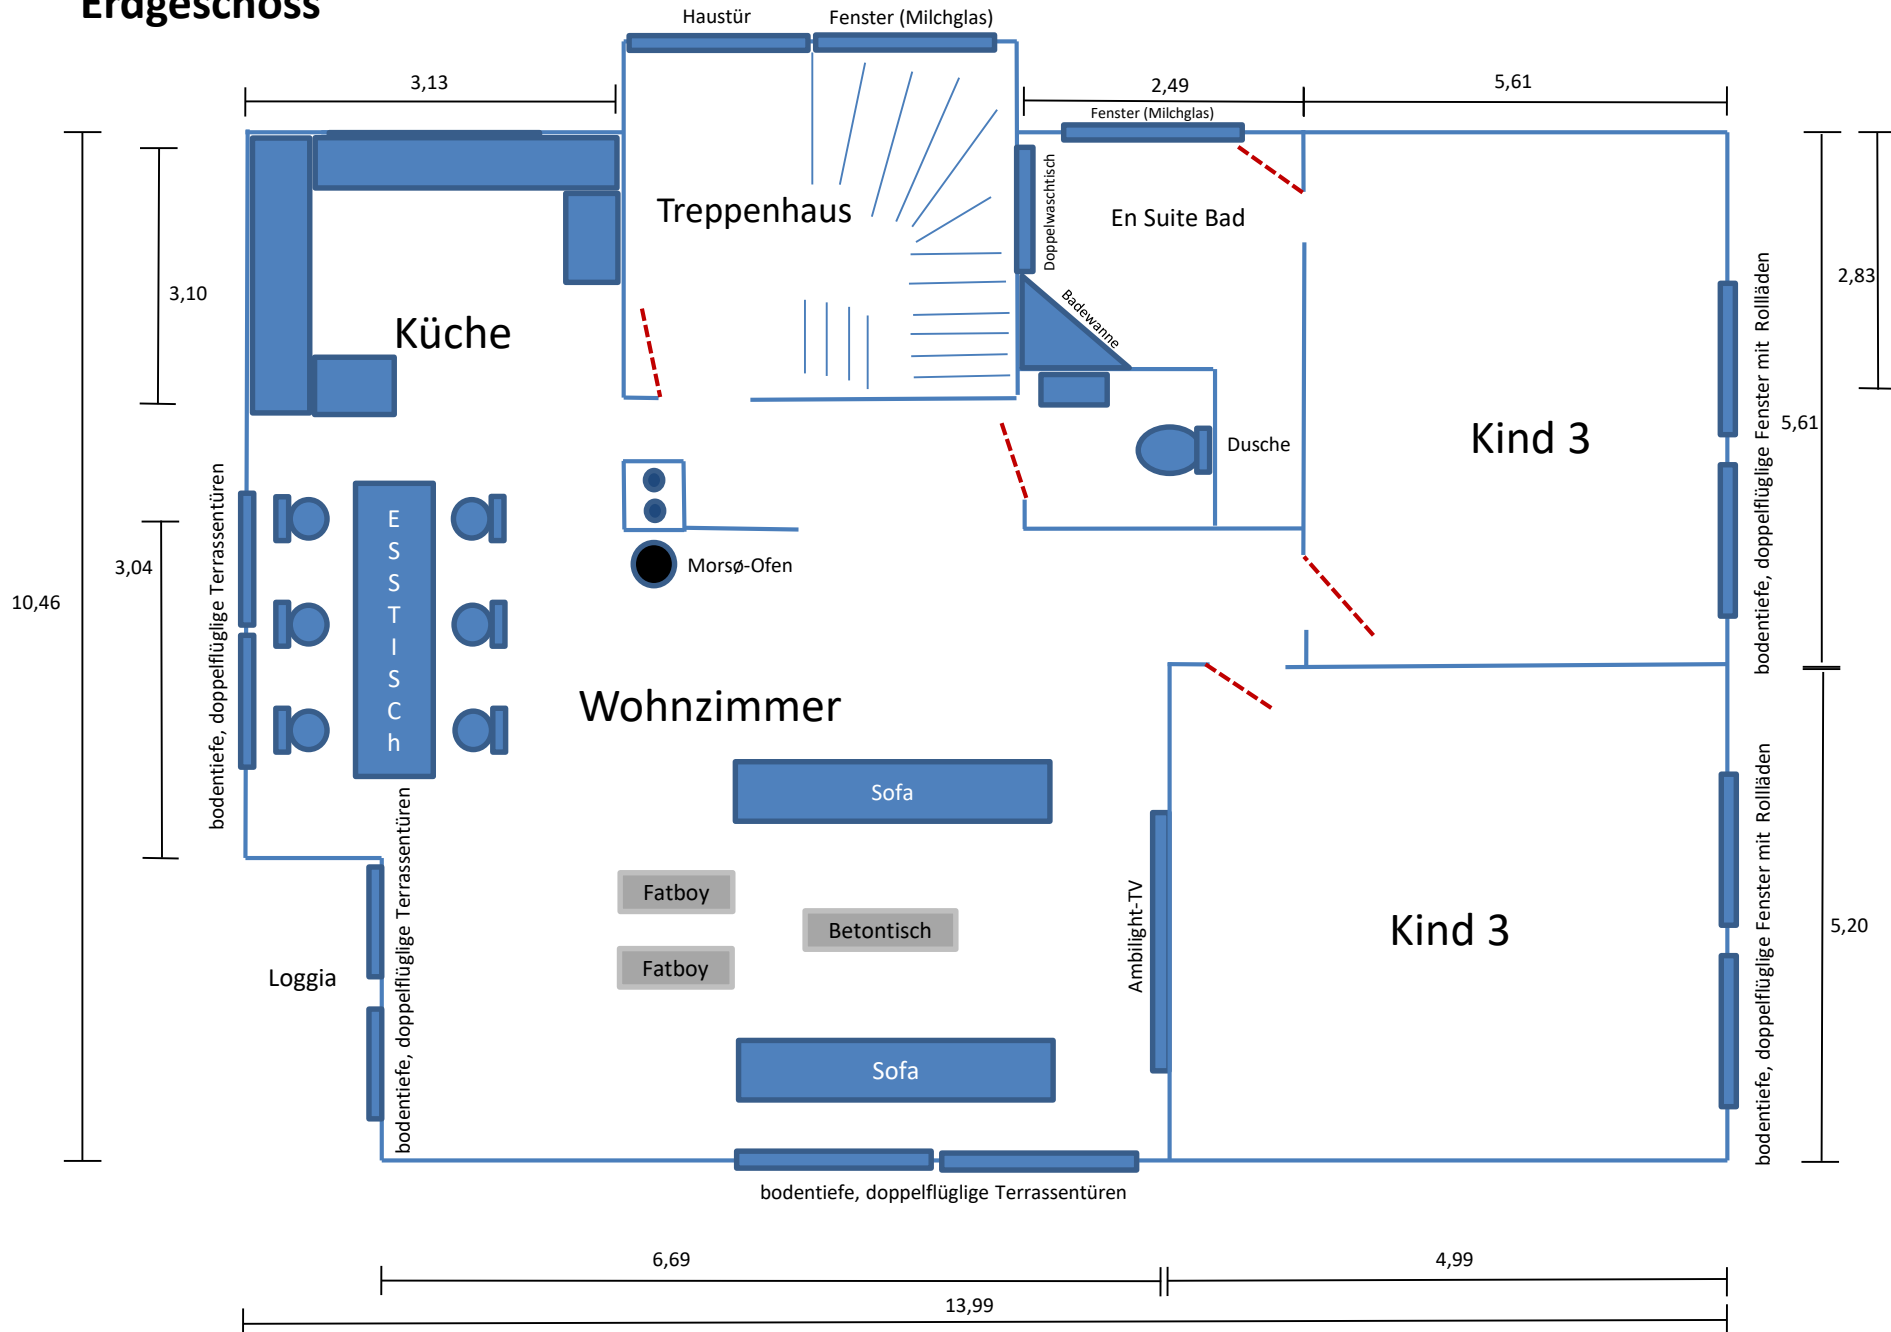 Erdgeschoss
Haustür
Fenster (Milchglas)
3,13
2,49
5,61
Fenster (Milchglas)
Doppelwaschtisch
Treppenhaus
En Suite Bad
3,10
2,83
Küche
Badewanne
bodentiefe, doppelflüglige Fenster mit Rollläden
5,61
Kind 3
Dusche
bodentiefe, doppelflüglige Terrassentüren
ESSTISCh
3,04
10,46
Morsø-Ofen
Wohnzimmer
Sofa
bodentiefe, doppelflüglige Terrassentüren
Fatboy
Betontisch
Fatboy
Loggia
Ambilight-TV
Kind 3
bodentiefe, doppelflüglige Fenster mit Rollläden
5,20
Sofa
bodentiefe, doppelflüglige Terrassentüren
6,69
4,99
13,99